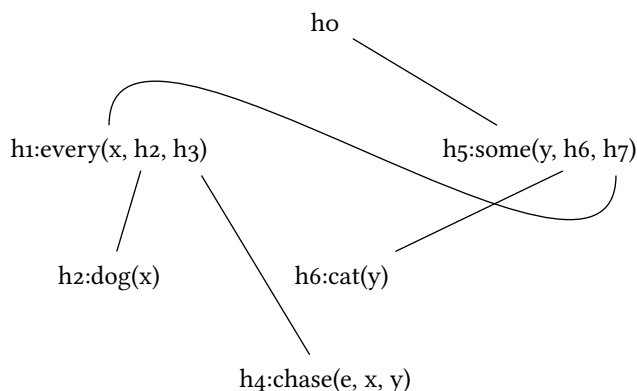 h0
h1:every(x, h2, h3) h5:some(y, h6, h7)
h2:dog(x) h6:cat(y)
h4:chase(e, x, y)